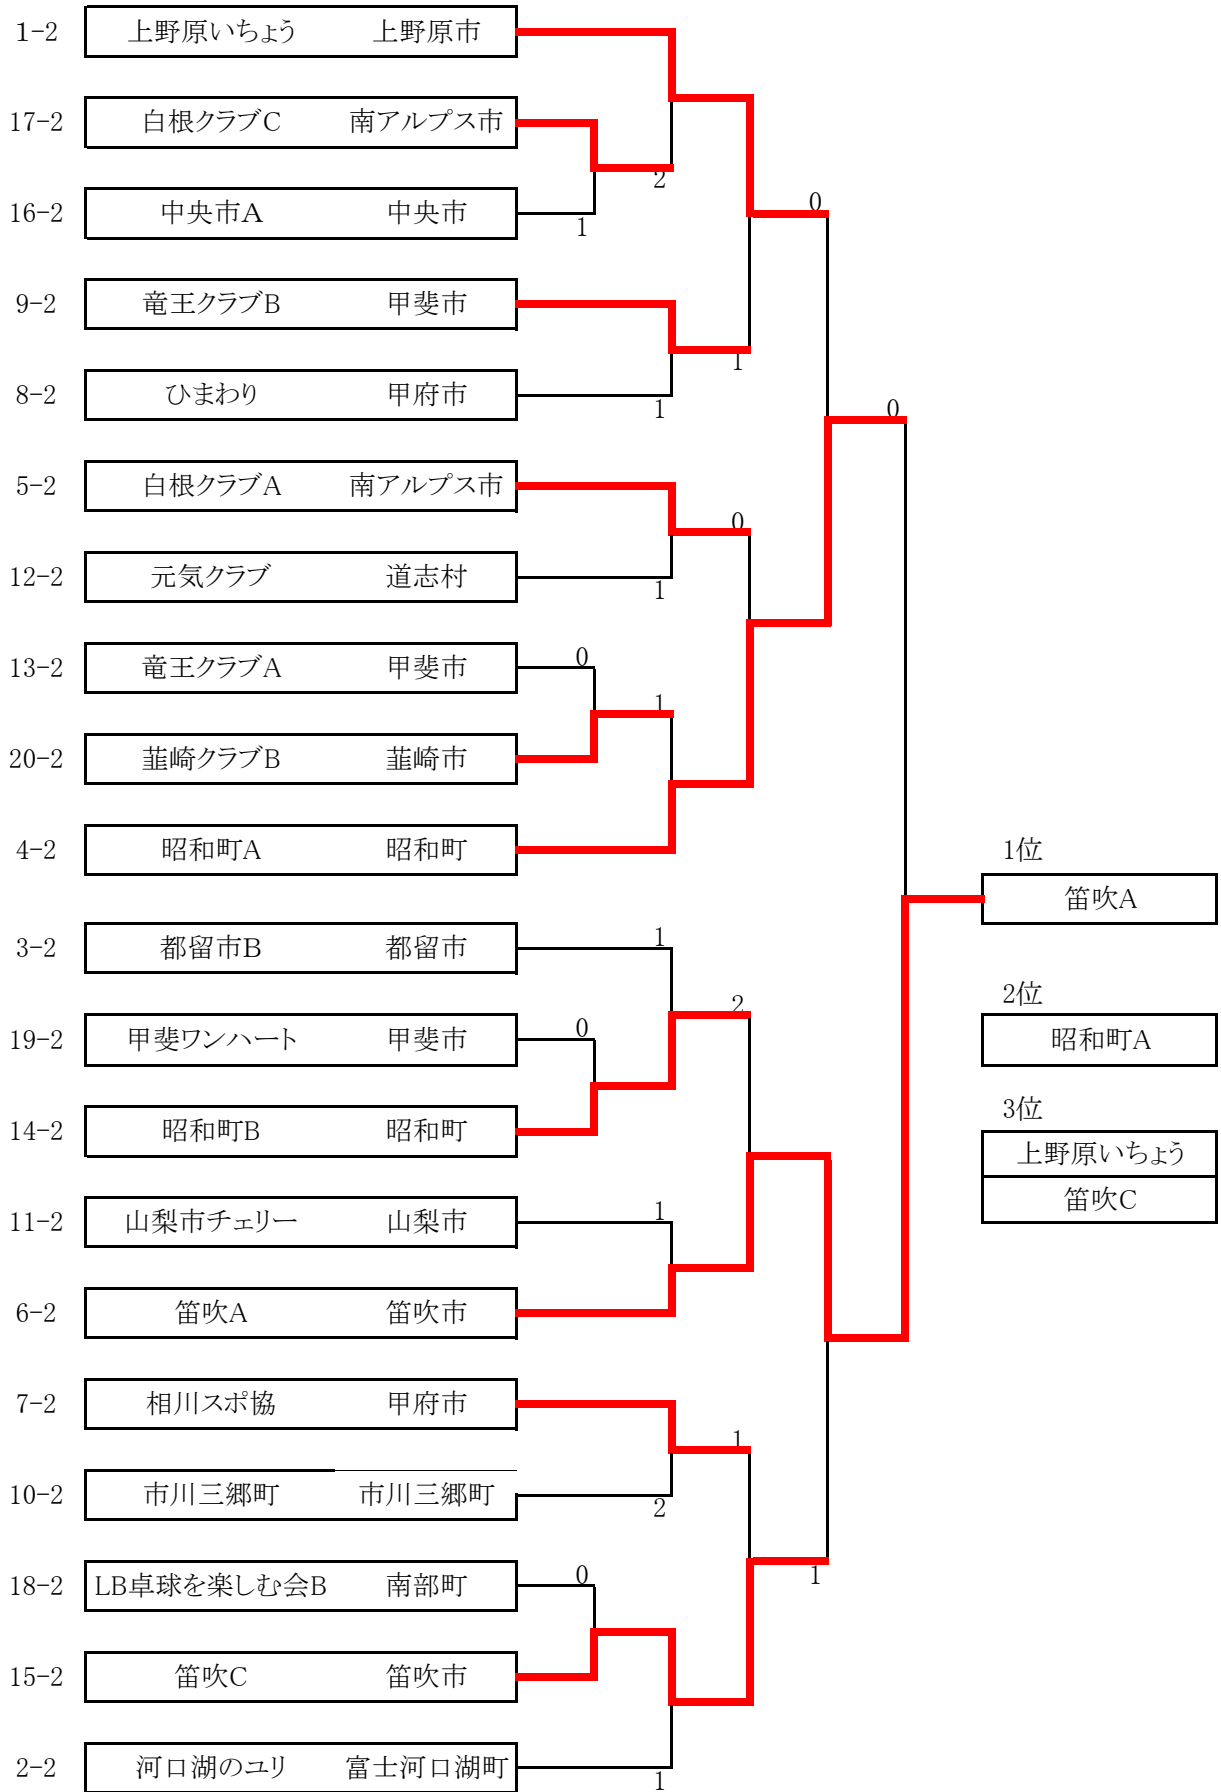 1-2 上野原いちょう 上野原市
17-2 白根クラブC 南アルプス市
2
16-2 中央市A 中央市
0
1
9-2 竜王クラブB 甲斐市
1
8-2 ひまわり 甲府市
1
0
5-2 白根クラブA 南アルプス市
0
12-2 元気クラブ 道志村
1
13-2 竜王クラブA 甲斐市
0
1
20-2 韮崎クラブB 韮崎市
4-2 昭和町A 昭和町
1位
笛吹A
3-2 都留市B 都留市
1
2
2位
19-2 甲斐ワンハート 甲斐市
0
昭和町A
3位
14-2 昭和町B 昭和町
上野原いちょう
笛吹C
11-2 山梨市チェリー 山梨市
1
6-2 笛吹A 笛吹市
7-2 相川スポ協 甲府市
1
10-2 市川三郷町 市川三郷町
2
18-2 LB卓球を楽しむ会B 南部町
0
1
15-2 笛吹C 笛吹市
2-2 河口湖のユリ 富士河口湖町
1